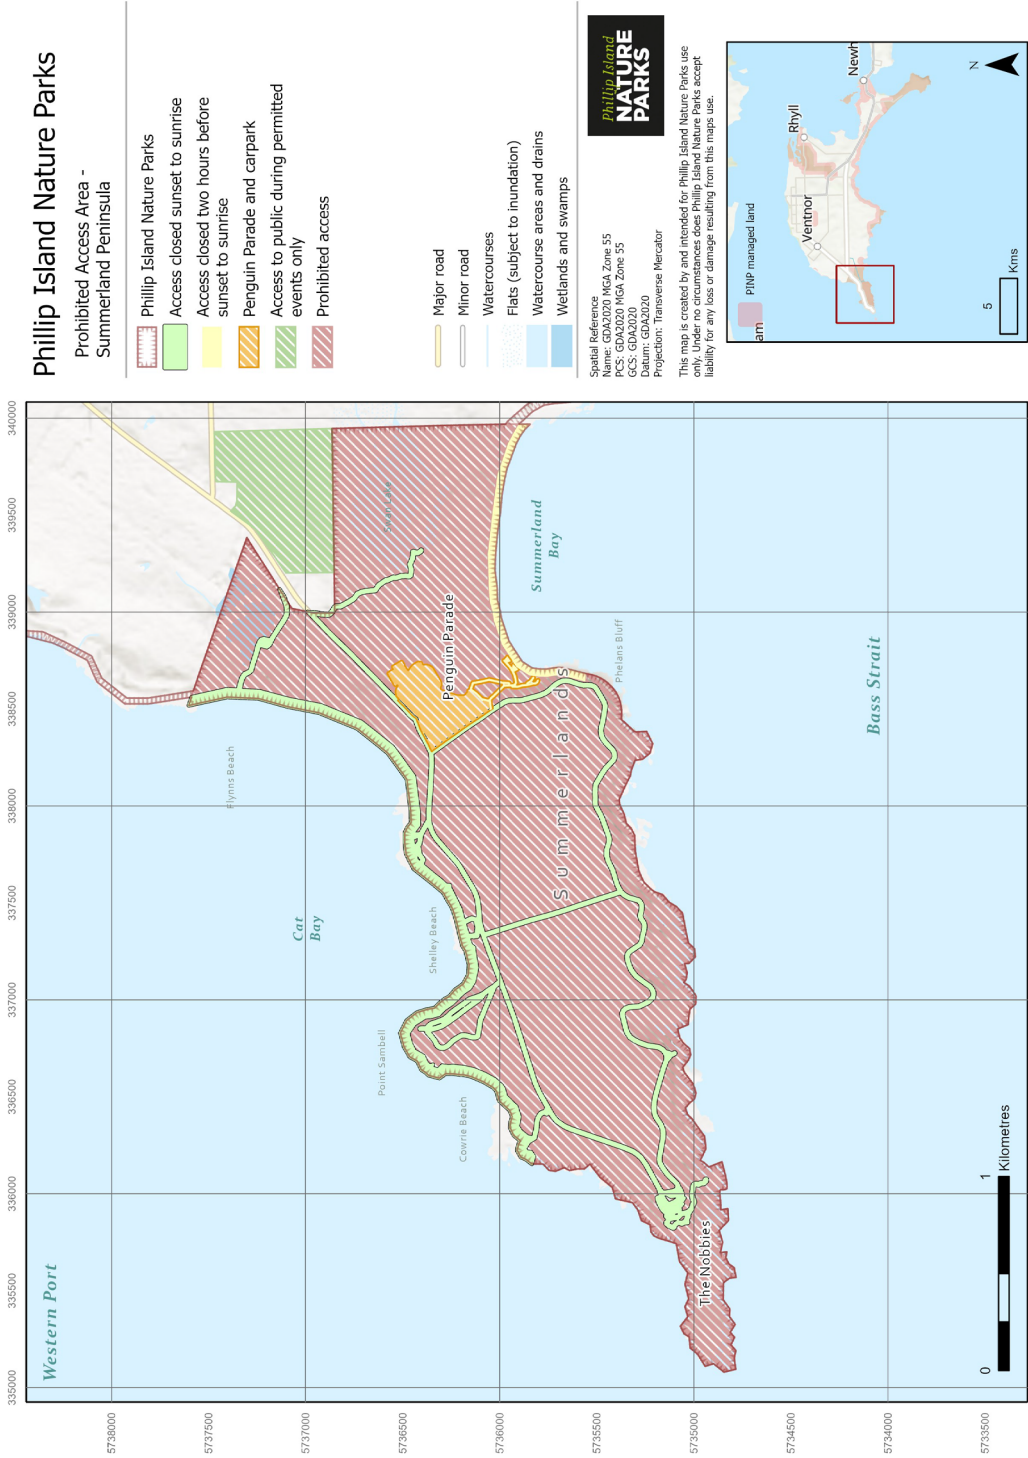 Phillip Island Nature Parks
Prohibited Access Area -
Summerland Peninsula
Phillip Island Nature Parks
Access closed sunset to sunrise
Access closed two hours before
sunset to sunrise
Penguin Parade and carpark
Access to public during permitted
events only
Prohibited access
Major road
Minor road
Watercourses
Flats (subject to inundation)
Watercourse areas and drains
Wetlands and swamps
Phillip Island
NATURE
PARKS
Spatial Reference
Name: GDA2020 MGA Zone 55
PCS: GDA2020 MGA Zone 55
GCS: GDA2020
Datum: GDA2020
Projection: Transverse Mercator
This map is created by and intended for Phillip Island Nature Parks use
only. Under no circumstances does Phillip Island Nature Parks accept
liability for any loss or damage resulting from this maps use.
PINP managed land
am
Ventnor
Rhyll
Newh
N
5
Kms
335000
335500
336000
336500
337000
337500
338000
338500
339000
339500
340000
5738000
5737500
5737000
5736500
5736000
5735500
5735000
5734500
5734000
5733500
Western Port
Flynns Beach
Cat
Bay
Point Sambell
Shelley Beach
Cowrie Beach
Swan Lake
Penguin Parade
Summerland
Bay
Summerlands
Phelans Bluff
The Nobbies
Bass Strait
0
1
Kilometres